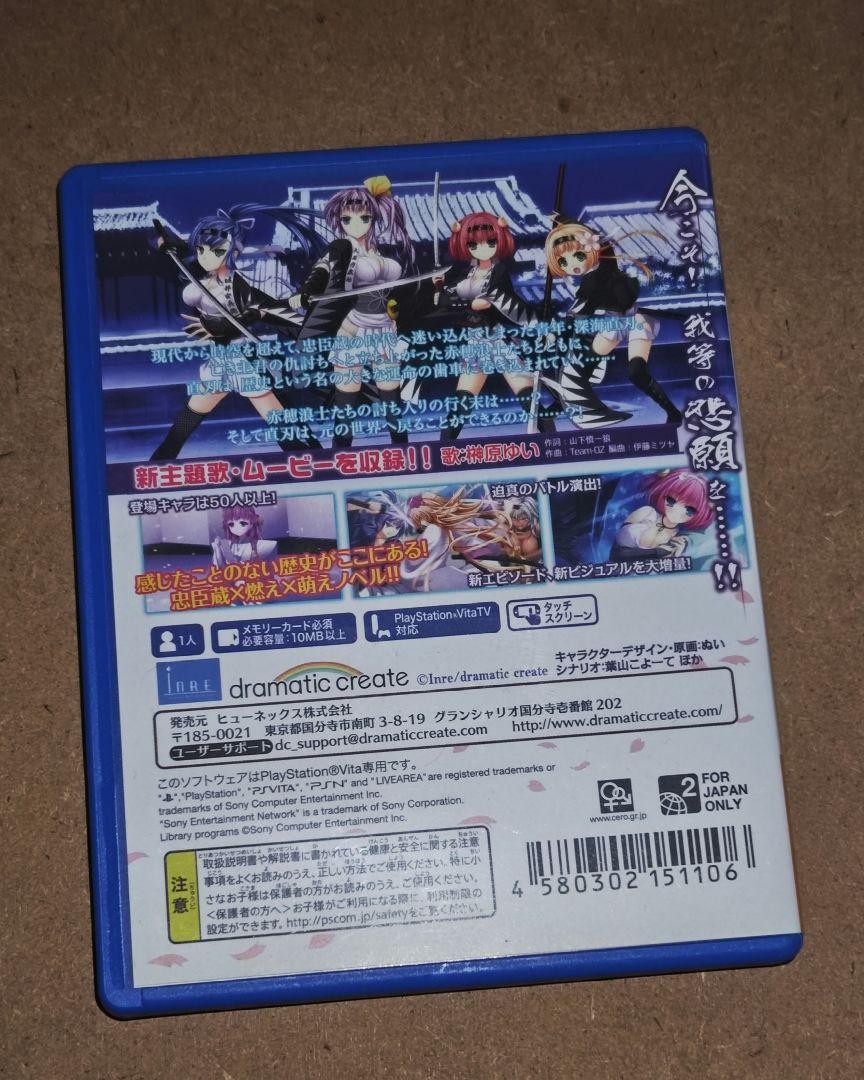 今こそ!我等の怨願を……!!
現代から時空を超えて、忠臣蔵の時代へ迷い込んでしまった青年・深海直刃。
亡き主君の仇討ちへと立ち上がった赤穂浪士たちとともに、
直刃は、歴史という名の大きな運命の歯車に巻き込まれていく……
赤穂浪士たちの討ち入りの行く末は……?
そして直刃は、元の世界へ戻ることができるのか……?!
新主題歌・ムービーを収録!! 歌:榊原ゆい
作詞:山下慎一狼
作曲:Team-OZ 編曲:伊藤ミツヤ
登場キャラは50人以上!
迫真のバトル演出!
感じたことのない歴史がここにある!
忠臣蔵×燃え×萌えノベル!!
新エピソード、新ビジュアルを大増量!
1人
メモリーカード必須
必要容量:10MB以上
PlayStation®VitaTV
対応
タッチ
スクリーン
INRE
dramatic create
©Inre/dramatic create
キャラクターデザイン・原画:ぬい
シナリオ:葉山こよーて ほか
発売元 ヒューネックス株式会社
〒185-0021 東京都国分寺市南町 3-8-19 グランシャリオ国分寺壱番館 202
ユーザーサポート dc_support@dramaticcreate.com http://www.dramaticcreate.com/
このソフトウェアはPlayStation®Vita専用です。
"PlayStation", "PSVITA", "PSN" and "LIVEAREA" are registered trademarks or
trademarks of Sony Computer Entertainment Inc.
"Sony Entertainment Network" is a trademark of Sony Corporation.
Library programs ©Sony Computer Entertainment Inc.
www.cero.gr.jp
2
FOR
JAPAN
ONLY
注意
取扱説明書や解説書に書かれている健康と安全に関する注意
事項をよくお読みのうえ、正しい方法でご使用ください。特に小
さなお子様は保護者の方がお読みのうえ、ご使用ください。
<保護者の方へ>お子様がご利用になる際に、利用制限の
設定ができます。http://pscom.jp/safetyをご覧ください。
4 580302 151106